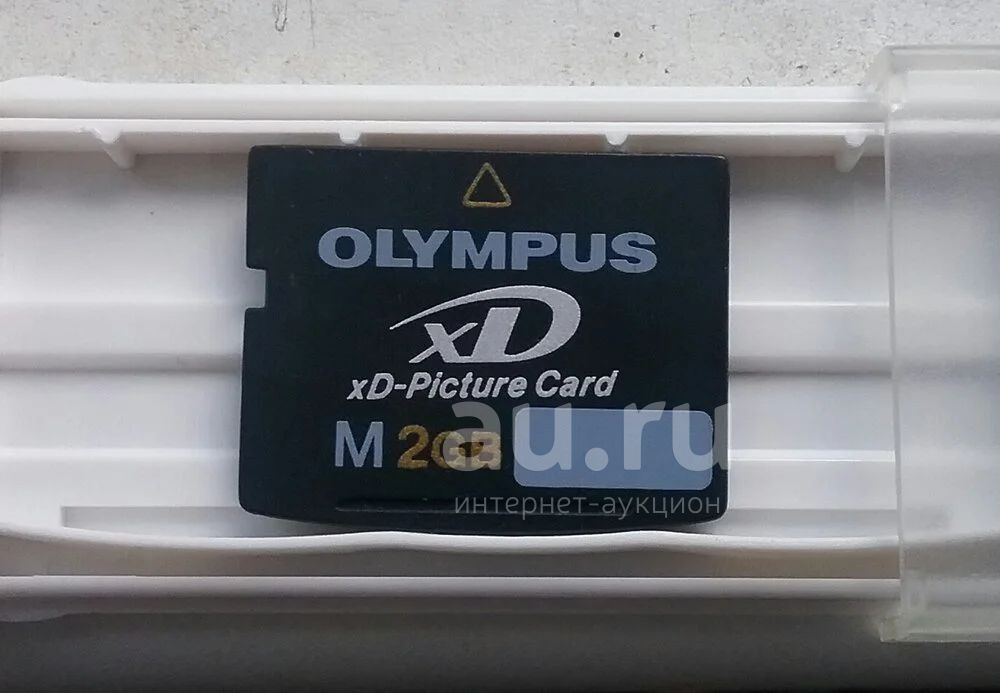 OLYMPUS
xD
xD-Picture Card
M 2GB
au.ru
интернет-аукцион